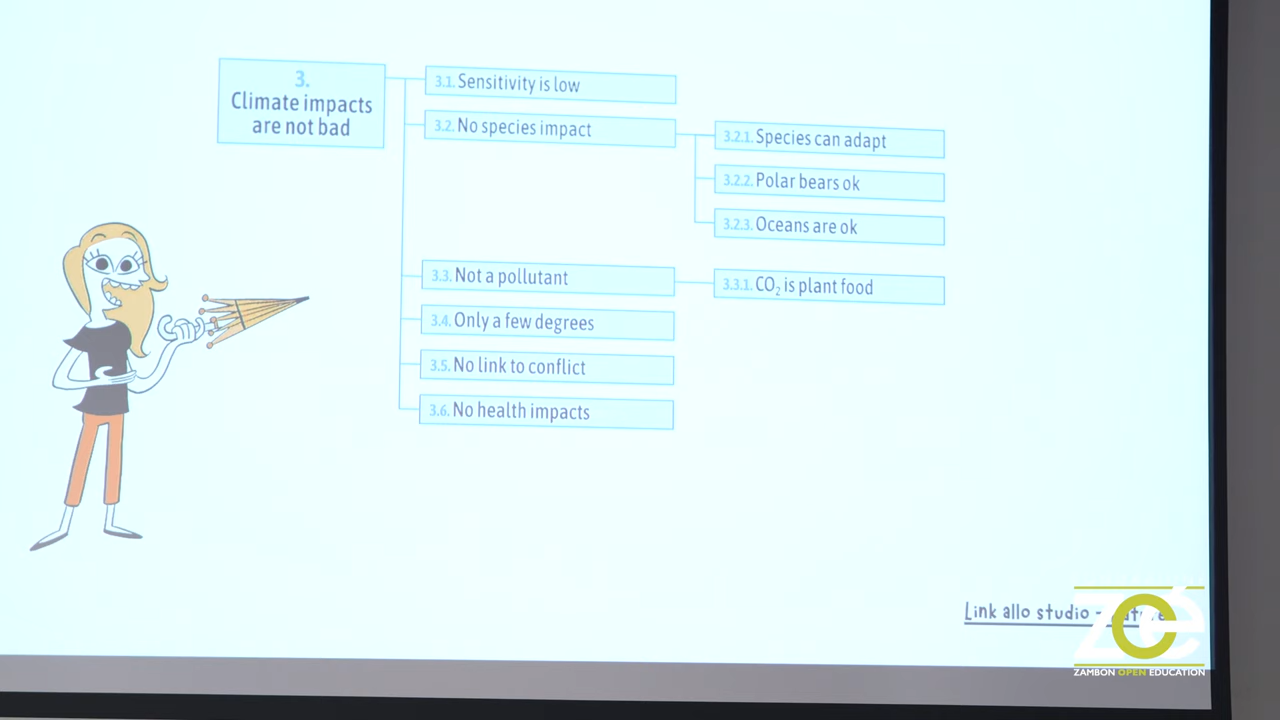 3.
Climate impacts
are not bad
3.1. Sensitivity is low
3.2. No species impact
3.2.1. Species can adapt
3.2.2. Polar bears ok
3.2.3. Oceans are ok
3.3. Not a pollutant
3.3.1. CO₂ is plant food
3.4. Only a few degrees
3.5. No link to conflict
3.6. No health impacts
Link allo studio -
zoé
ZAMBON OPEN EDUCATION